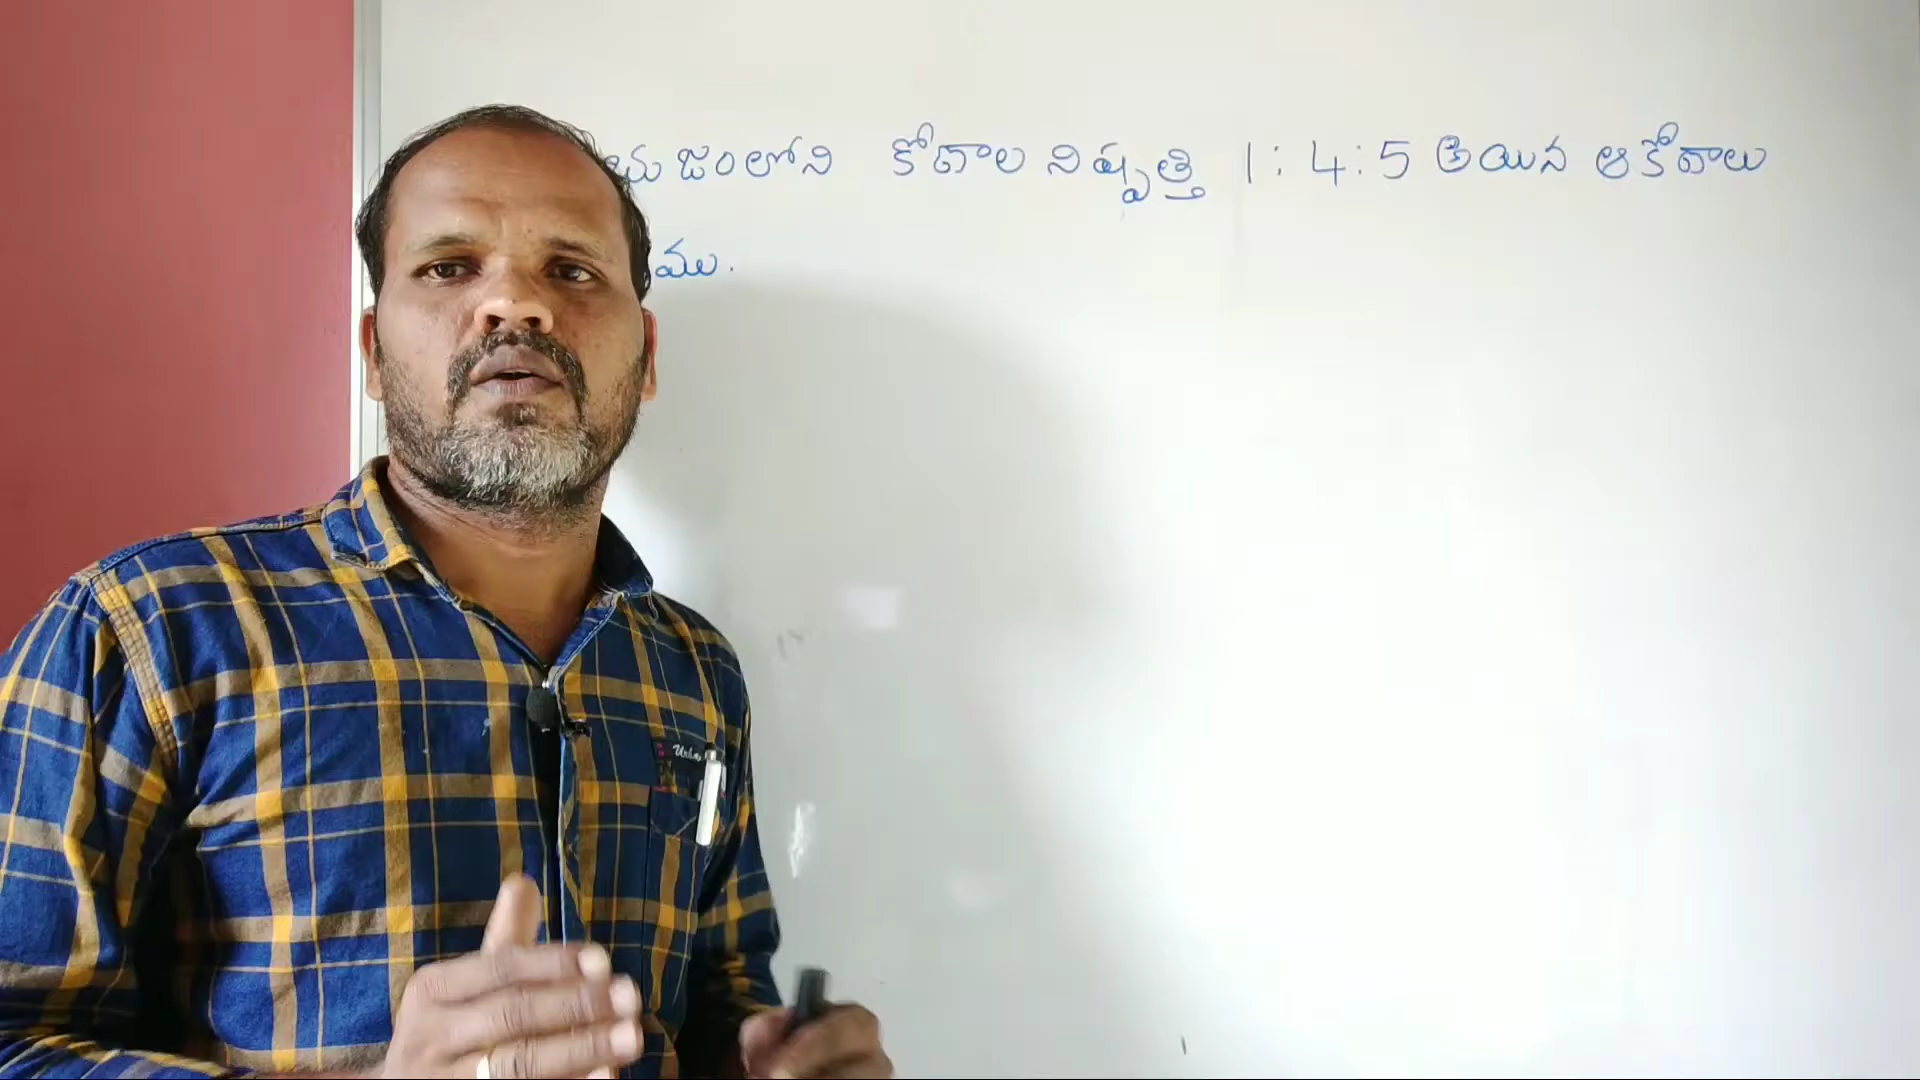 భుజంలోని కోణాల నిష్పత్తి 1 : 4 : 5 అయిన ఆ కోణాలు
ము.